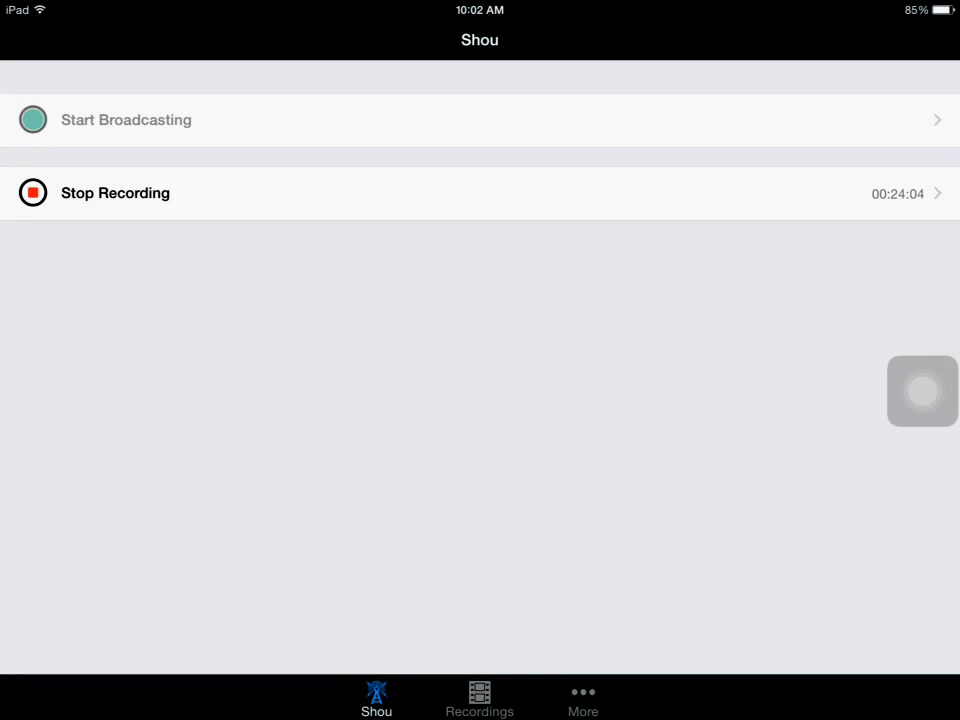 iPad 10:02 AM 85%
Shou
Start Broadcasting
Stop Recording 00:24:04
Shou Recordings More